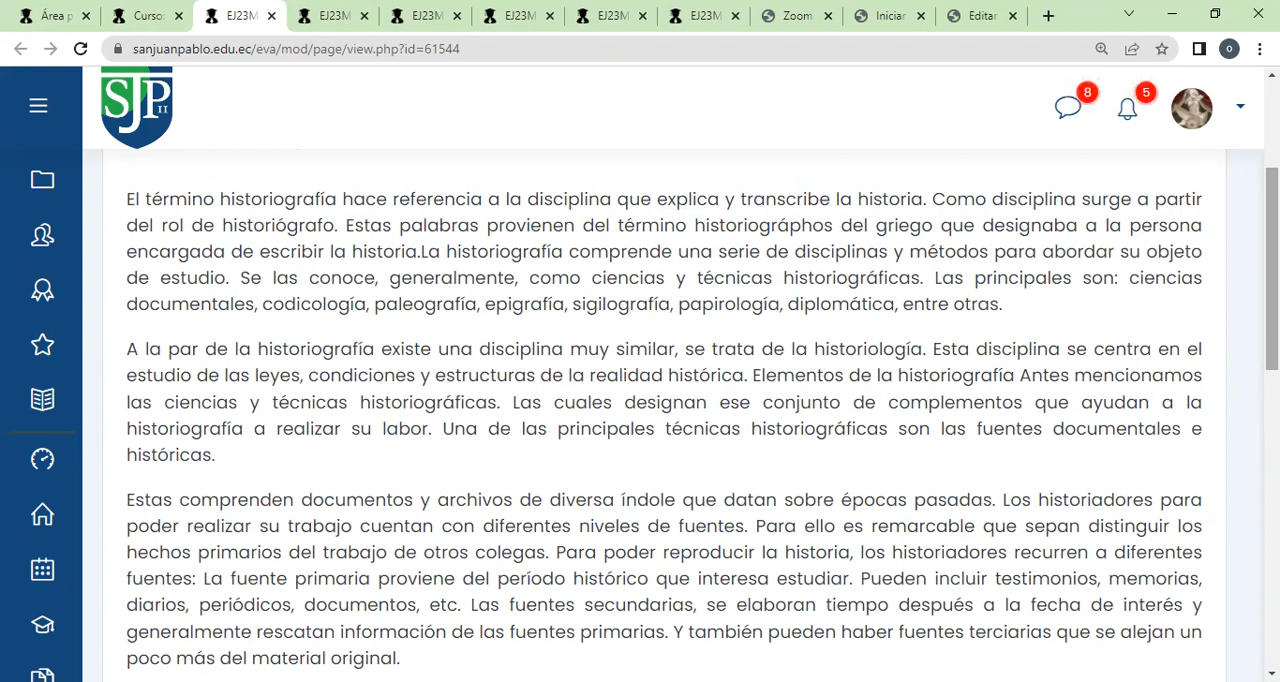 Área p
Curso:
EJ23M
EJ23M
EJ23M
EJ23M
EJ23M
EJ23M
Zoom
Iniciar
Editar
sanjuanpablo.edu.ec/eva/mod/page/view.php?id=61544
O
SJP II
8
5
El término historiografía hace referencia a la disciplina que explica y transcribe la historia. Como disciplina surge a partir
del rol de historiógrafo. Estas palabras provienen del término historiográphos del griego que designaba a la persona
encargada de escribir la historia.La historiografía comprende una serie de disciplinas y métodos para abordar su objeto
de estudio. Se las conoce, generalmente, como ciencias y técnicas historiográficas. Las principales son: ciencias
documentales, codicología, paleografía, epigrafía, sigilografía, papirología, diplomática, entre otras.
A la par de la historiografía existe una disciplina muy similar, se trata de la historiología. Esta disciplina se centra en el
estudio de las leyes, condiciones y estructuras de la realidad histórica. Elementos de la historiografía Antes mencionamos
las ciencias y técnicas historiográficas. Las cuales designan ese conjunto de complementos que ayudan a la
historiografía a realizar su labor. Una de las principales técnicas historiográficas son las fuentes documentales e
históricas.
Estas comprenden documentos y archivos de diversa índole que datan sobre épocas pasadas. Los historiadores para
poder realizar su trabajo cuentan con diferentes niveles de fuentes. Para ello es remarcable que sepan distinguir los
hechos primarios del trabajo de otros colegas. Para poder reproducir la historia, los historiadores recurren a diferentes
fuentes: La fuente primaria proviene del período histórico que interesa estudiar. Pueden incluir testimonios, memorias,
diarios, periódicos, documentos, etc. Las fuentes secundarias, se elaboran tiempo después a la fecha de interés y
generalmente rescatan información de las fuentes primarias. Y también pueden haber fuentes terciarias que se alejan un
poco más del material original.